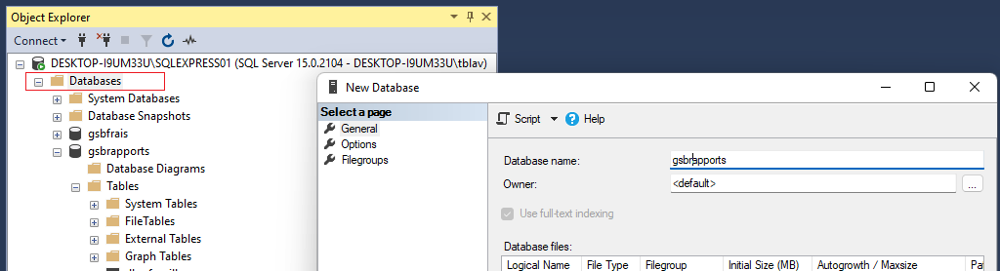 Object Explorer
Connect
DESKTOP-I9UM33U\SQLEXPRESS01 (SQL Server 15.0.2104 - DESKTOP-I9UM33U\tblav)
Databases
System Databases
Database Snapshots
gsbfrais
gsbrapports
Database Diagrams
Tables
System Tables
FileTables
External Tables
Graph Tables
New Database
Select a page
General
Options
Filegroups
Script
Help
Database name:
gsbrapports
Owner:
<default>
...
Use full-text indexing
Database files:
Logical Name
File Type
Filegroup
Initial Size (MB)
Autogrowth / Maxsize